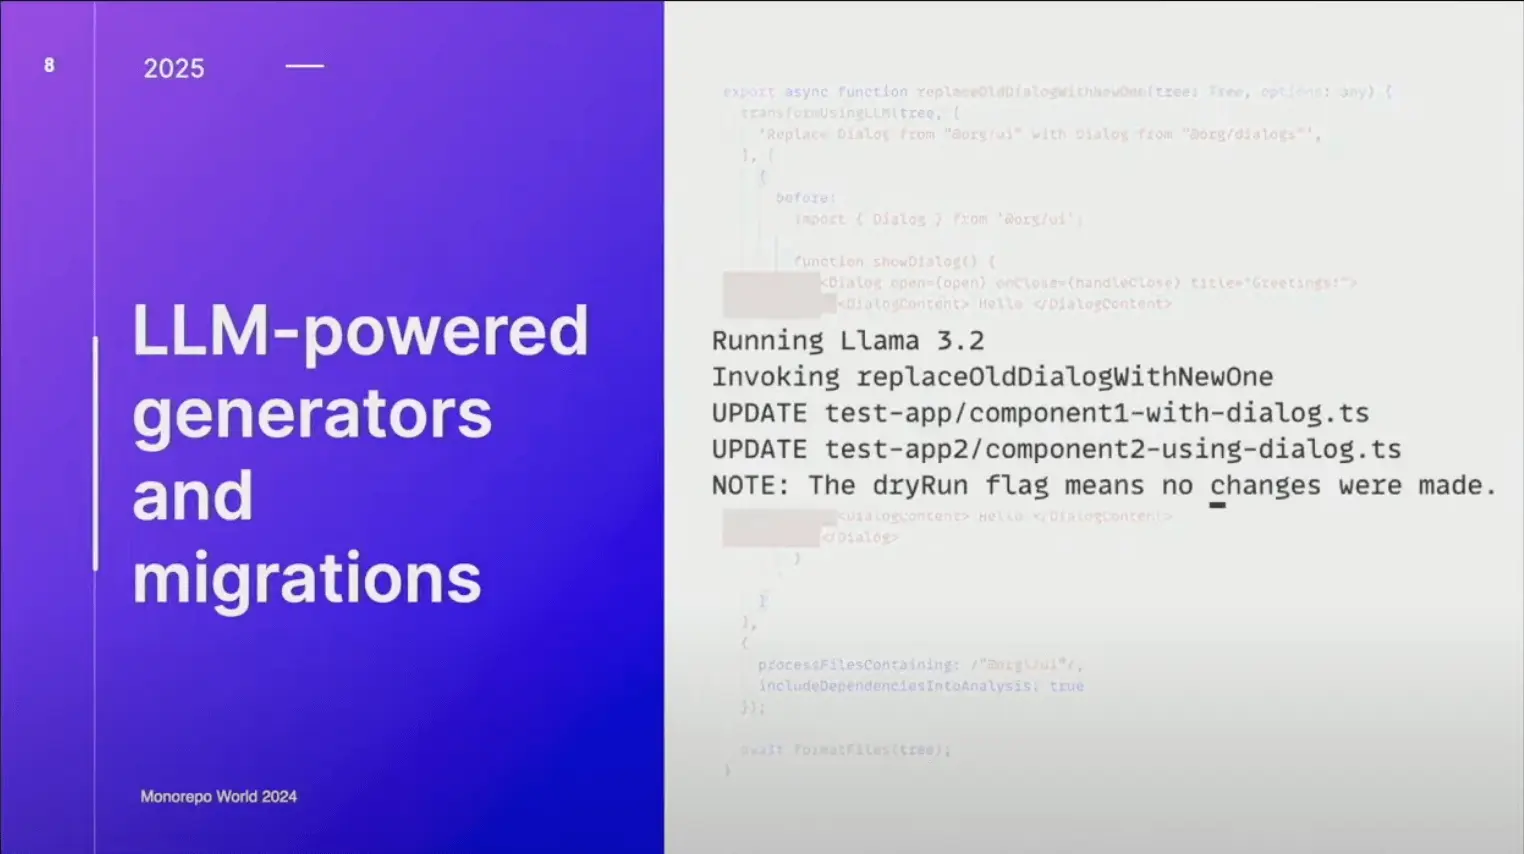 8
2025
LLM-powered
generators
and
migrations
Monorepo World 2024
export async function replaceOldDialogWithNewOne(tree: Tree, options: any) {
transformUsingLLM(tree, [
'Replace Dialog from "@org/ui" with Dialog from "@org/dialogs"',
], [
{
before:
import { Dialog } from '@org/ui';
function showDialog() {
<Dialog open={open} onClose={handleClose} title="Greetings!">
<DialogContent> Hello </DialogContent>
Running Llama 3.2
Invoking replaceOldDialogWithNewOne
UPDATE test-app/component1-with-dialog.ts
UPDATE test-app2/component2-using-dialog.ts
NOTE: The dryRun flag means no changes were made.
<DialogContent> Hello </DialogContent>
</Dialog>
}
}
],
{
processFilesContaining:
includeDependenciesIntoAnalysis: true
});
await formatFiles(tree);
}